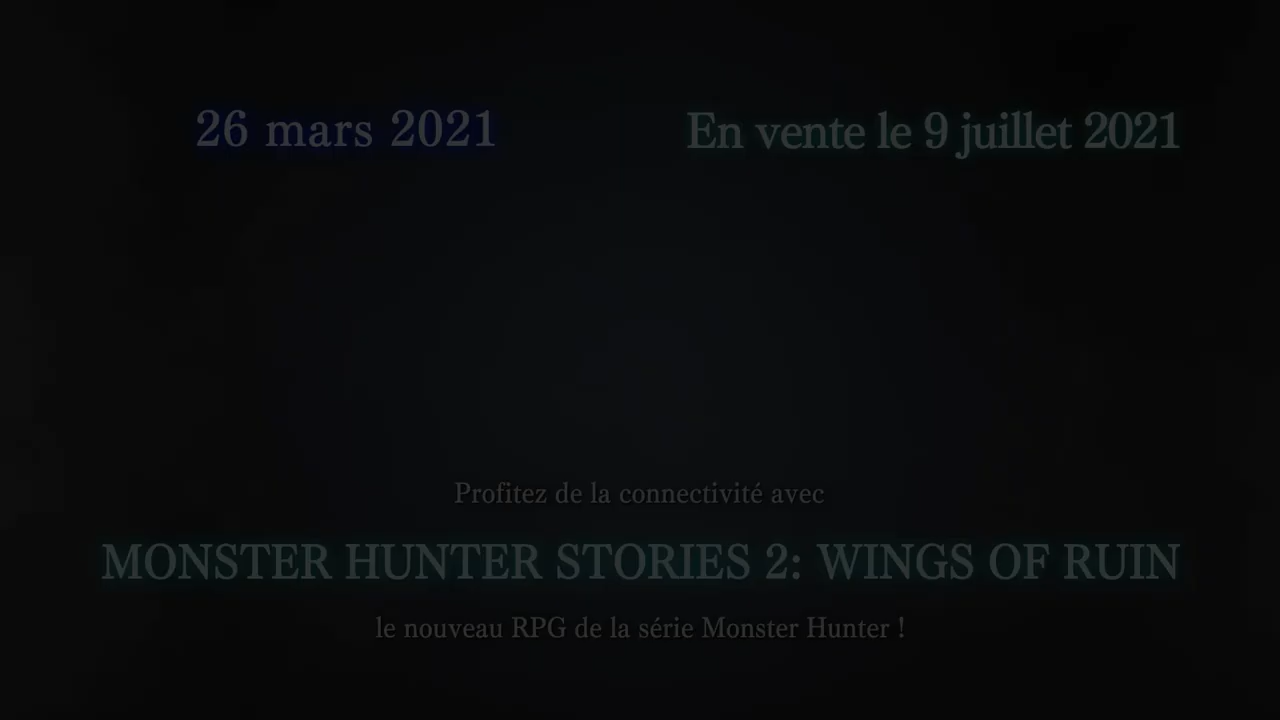 26 mars 2021
En vente le 9 juillet 2021
Profitez de la connectivité avec
MONSTER HUNTER STORIES 2: WINGS OF RUIN
le nouveau RPG de la série Monster Hunter !